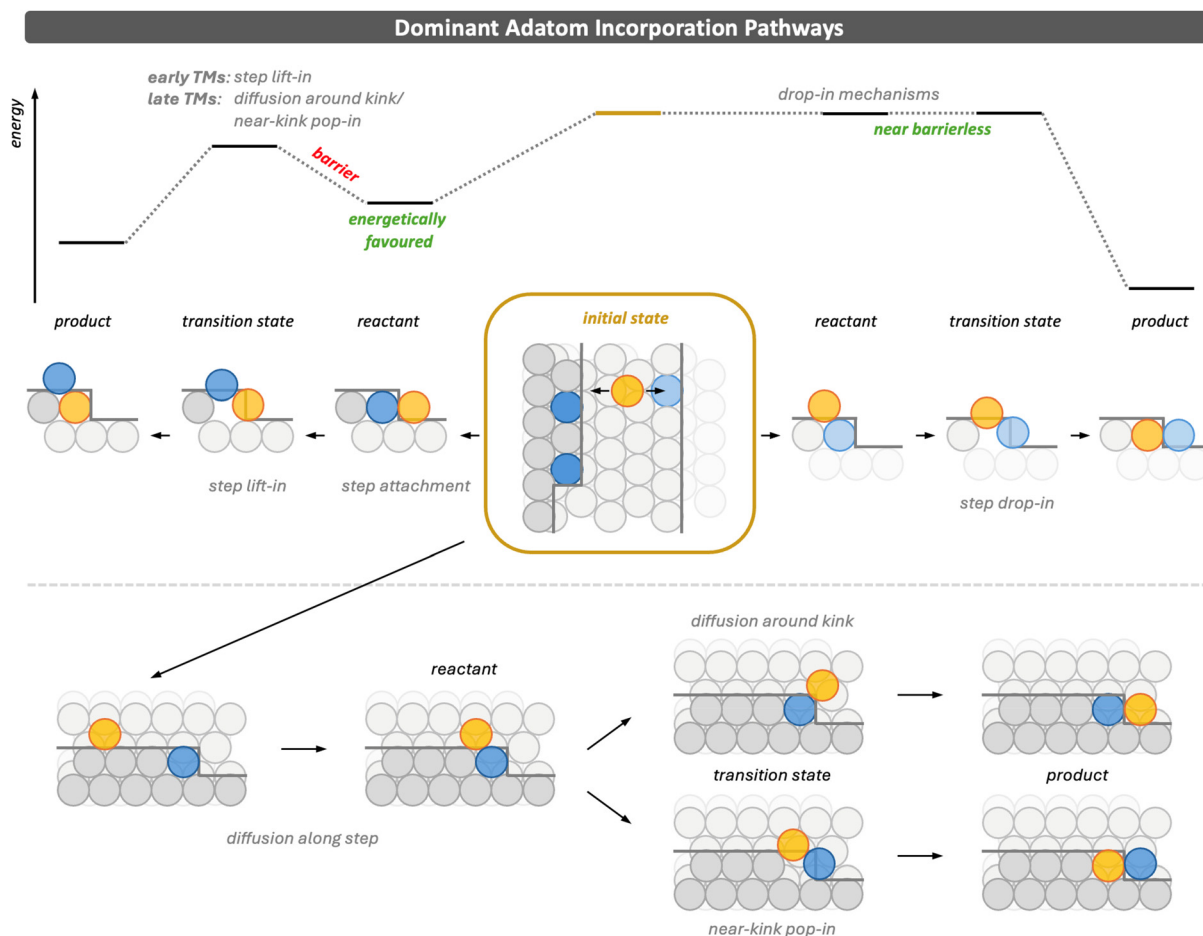 Dominant Adatom Incorporation Pathways
early TMs: step lift-in
late TMs: diffusion around kink/
near-kink pop-in
energy
barrier
energetically
favoured
drop-in mechanisms
near barrierless
product
transition state
reactant
initial state
reactant
transition state
product
step lift-in
step attachment
step drop-in
diffusion around kink
reactant
transition state
product
diffusion along step
near-kink pop-in